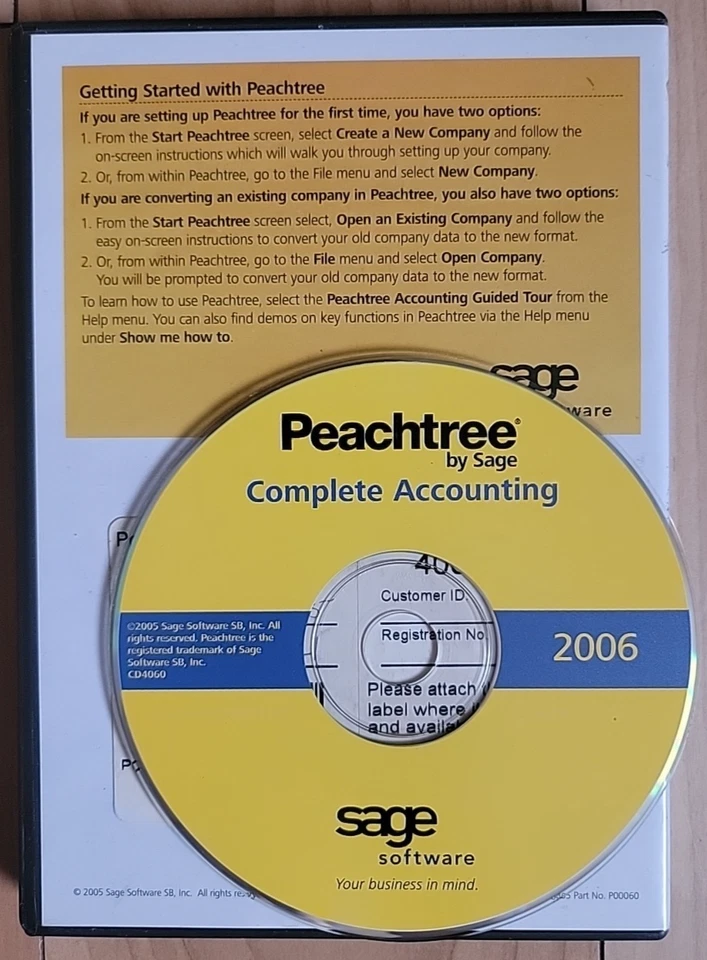 Getting Started with Peachtree
If you are setting up Peachtree for the first time, you have two options:
1. From the Start Peachtree screen, select Create a New Company and follow the
on-screen instructions which will walk you through setting up your company.
2. Or, from within Peachtree, go to the File menu and select New Company.
If you are converting an existing company in Peachtree, you also have two options:
1. From the Start Peachtree screen select, Open an Existing Company and follow the
easy on-screen instructions to convert your old company data to the new format.
2. Or, from within Peachtree, go to the File menu and select Open Company.
You will be prompted to convert your old company data to the new format.
To learn how to use Peachtree, select the Peachtree Accounting Guided Tour from the
Help menu. You can also find demos on key functions in Peachtree via the Help menu
under Show me how to.
sage
ware
Peachtree®
by Sage
Complete Accounting
Customer ID.
Registration No.
Please attach
label where
and
©2005 Sage Software SB, Inc. All
rights reserved. Peachtree is the
registered trademark of Sage
Software SB, Inc.
CD4060
2006
sage
software
Your business in mind.
© 2005 Sage Software SB, Inc. All rights
Part No. P00060